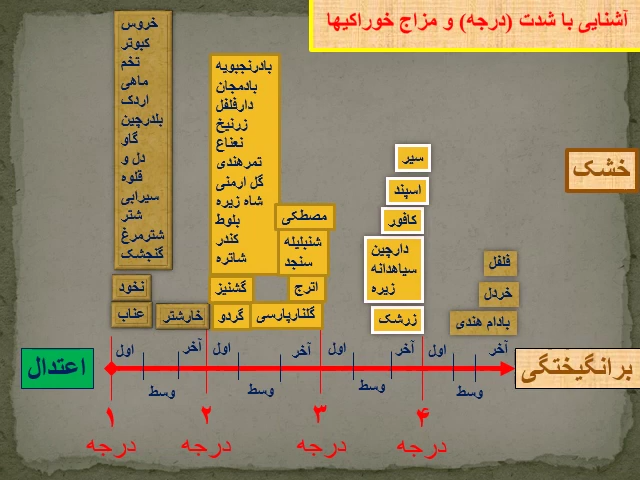 آشنایی با شدت (درجه) و مزاج خوراکیها
خشک
خروس
کبوتر
تخم
ماهی
اردک
بلدرچین
گاو
دل و
قلوه
سیرابی
شتر
شترمرغ
گنجشک
نخود
عناب
خارشتر
بادرنجبویه
بادمجان
دارفلفل
زرنیخ
نعناع
تمرهندی
گل ارمنی
شاه زیره
بلوط
کندر
شاتره
گشنیز
گردو
مصطکی
شنبلیله
سنجد
اترج
گلنارپارسی
سیر
اسپند
کافور
دارچین
سیاهدانه
زیره
زرشک
فلفل
خردل
بادام هندی
اعتدال
برانگیختگی
اول
وسط
آخر
اول
وسط
آخر
اول
وسط
آخر
اول
وسط
آخر
۱
درجه
۲
درجه
۳
درجه
۴
درجه